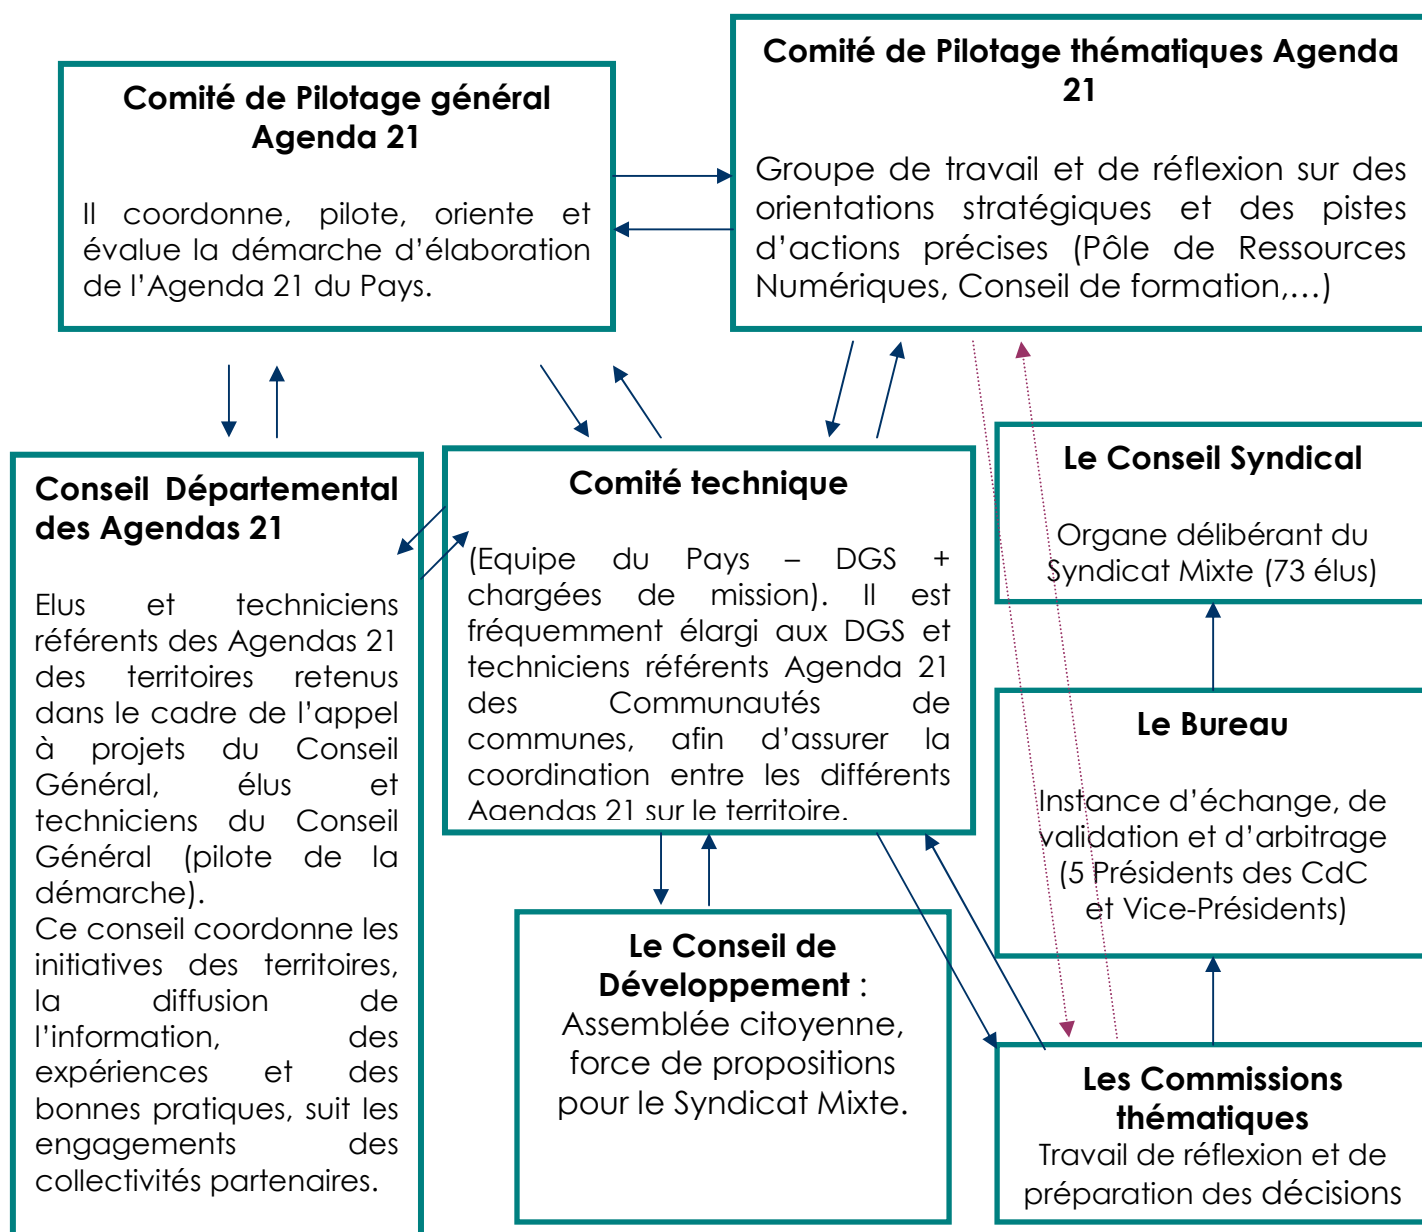 Comité de Pilotage général
Agenda 21
Il coordonne, pilote, oriente et
évalue la démarche d’élaboration
de l’Agenda 21 du Pays.
Comité de Pilotage thématiques Agenda
21
Groupe de travail et de réflexion sur des
orientations stratégiques et des pistes
d’actions précises (Pôle de Ressources
Numériques, Conseil de formation,…)
Conseil Départemental
des Agendas 21
Elus et techniciens
référents des Agendas 21
des territoires retenus
dans le cadre de l’appel
à projets du Conseil
Général, élus et
techniciens du Conseil
Général (pilote de la
démarche).
Ce conseil coordonne les
initiatives des territoires,
la diffusion de
l’information, des
expériences et des
bonnes pratiques, suit les
engagements des
collectivités partenaires.
Comité technique
(Equipe du Pays – DGS +
chargées de mission). Il est
fréquemment élargi aux DGS et
techniciens référents Agenda 21
des Communautés de
communes, afin d’assurer la
coordination entre les différents
Agendas 21 sur le territoire.
Le Conseil Syndical
Organe délibérant du
Syndicat Mixte (73 élus)
Le Bureau
Instance d’échange, de
validation et d’arbitrage
(5 Présidents des CdC
et Vice-Présidents)
Le Conseil de
Développement :
Assemblée citoyenne,
force de propositions
pour le Syndicat Mixte.
Les Commissions
thématiques
Travail de réflexion et de
préparation des décisions